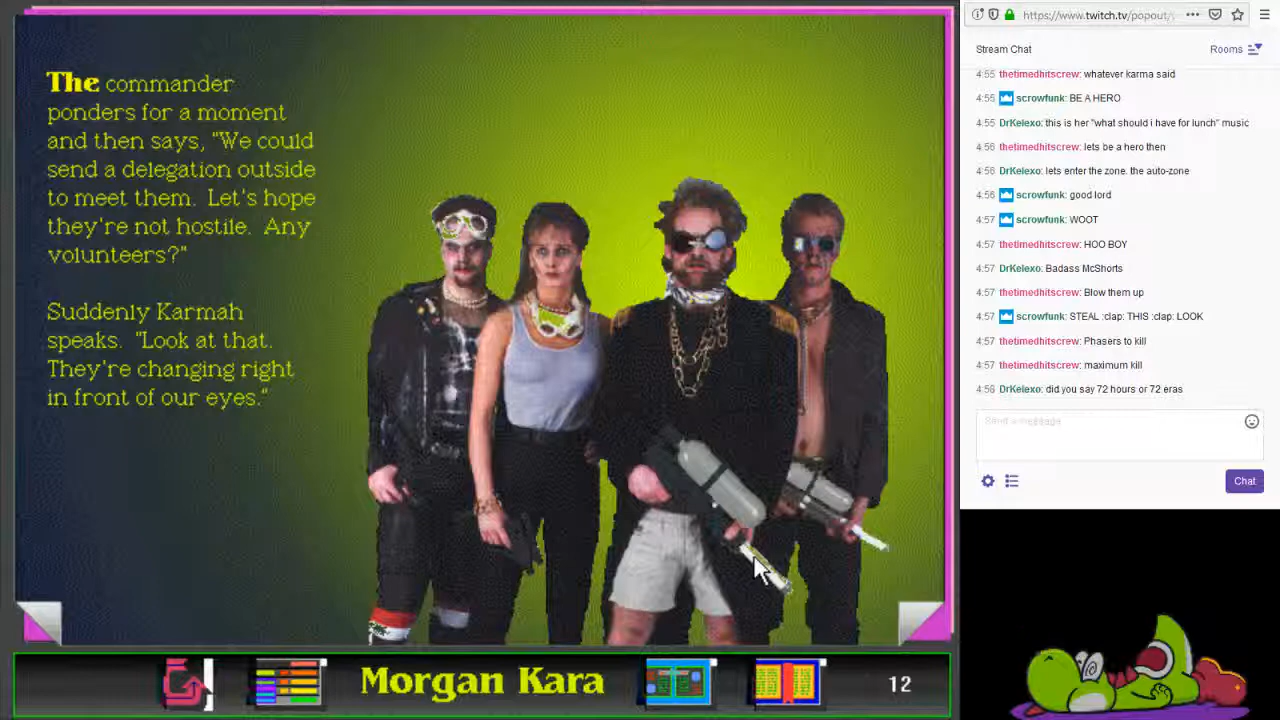 The commander
ponders for a moment
and then says, "We could
send a delegation outside
to meet them. Let's hope
they're not hostile. Any
volunteers?"
Suddenly Karmah
speaks. "Look at that.
They're changing right
in front of our eyes."
Morgan Kara
12
https://www.twitch.tv/popout/
Stream Chat
Rooms
4:55 thetimedhitscrew: whatever karma said
4:55 scrowfunk: BE A HERO
4:55 DrKelexo: this is her "what should i have for lunch" music
4:56 thetimedhitscrew: lets be a hero then
4:56 DrKelexo: lets enter the zone. the auto-zone
4:56 scrowfunk: good lord
4:57 scrowfunk: WOOT
4:57 thetimedhitscrew: HOO BOY
4:57 DrKelexo: Badass McShorts
4:57 thetimedhitscrew: Blow them up
4:57 scrowfunk: STEAL :clap: THIS :clap: LOOK
4:57 thetimedhitscrew: Phasers to kill
4:57 thetimedhitscrew: maximum kill
4:58 DrKelexo: did you say 72 hours or 72 eras
Send a message
Chat